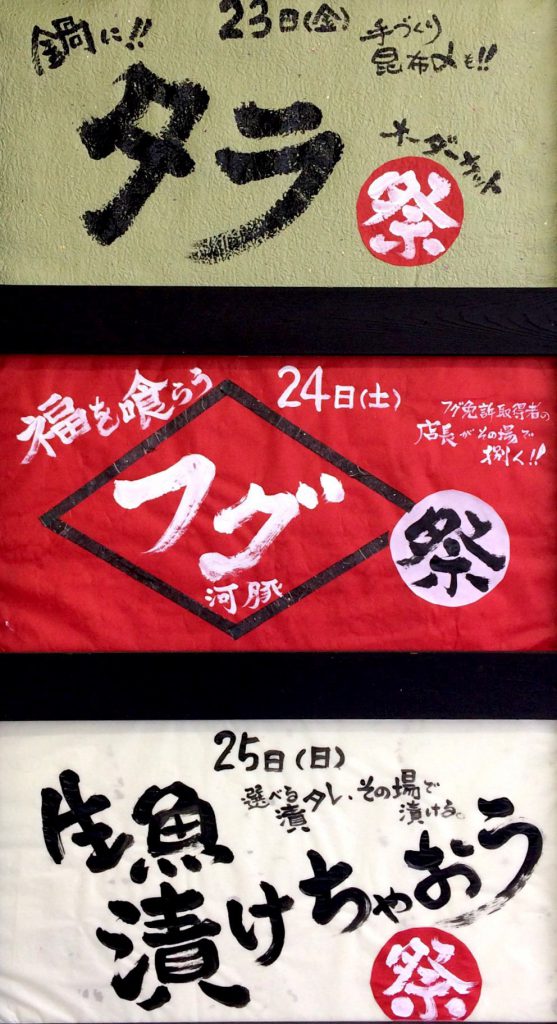 鍋に!!
23日(金)
手づくり
昆布〆も!!
タラ
オーダーカット
祭
福を喰らう
24日(土)
フグ免許取得者の
店長がその場で
捌く!!
フグ
河豚
祭
25日(日)
選べる漬タレ、その場で
漬ける。
生魚
漬けちゃおう
祭